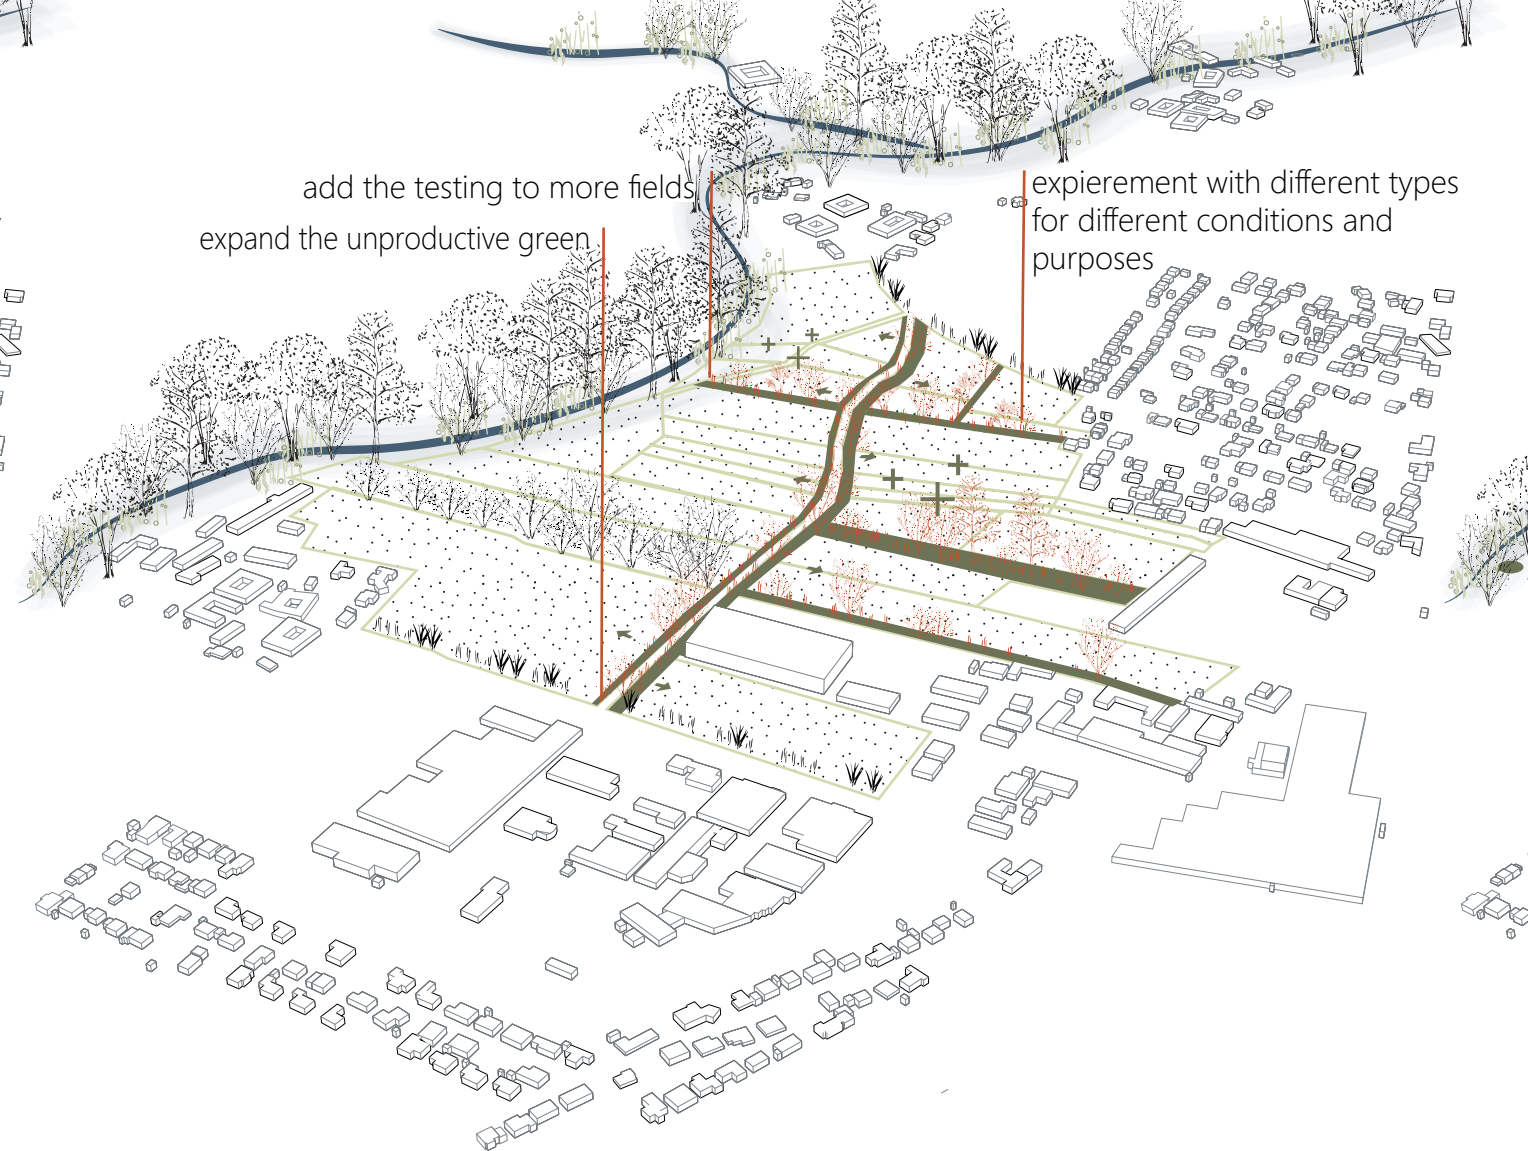 add the testing to more fields
expand the unproductive green
expierement with different types
for different conditions and
purposes